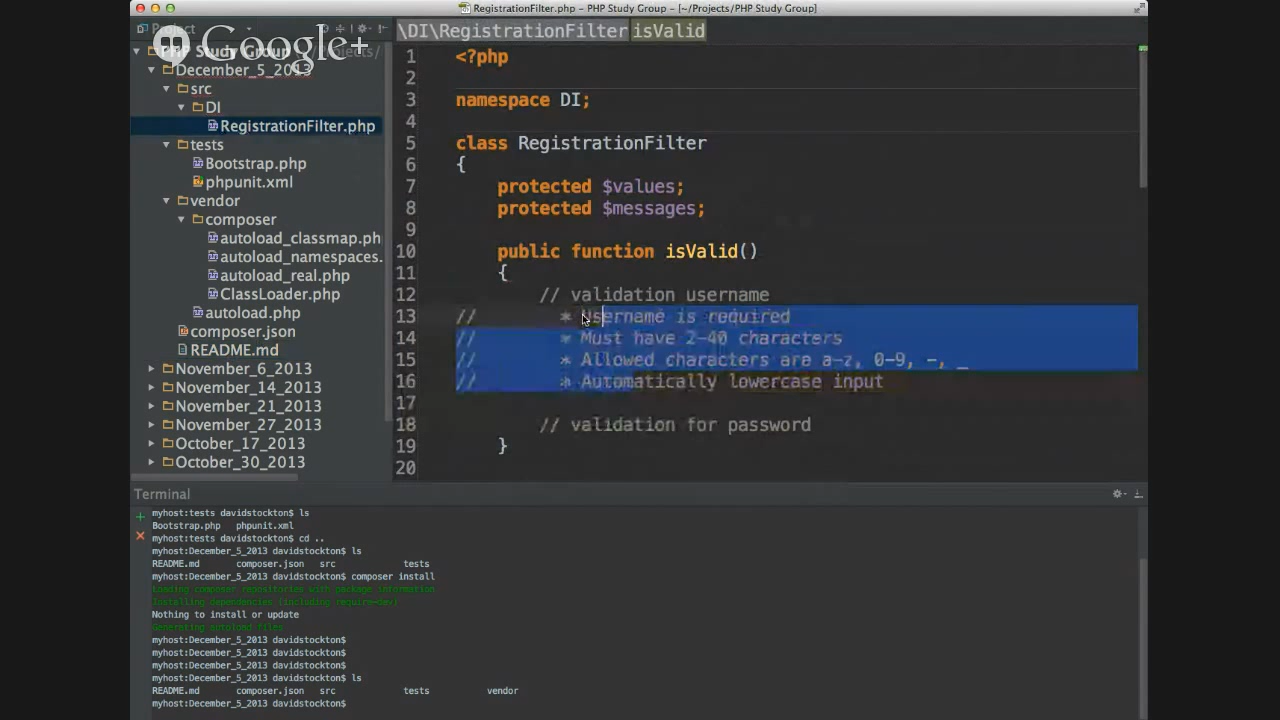 RegistrationFilter.php – PHP Study Group – [~/Projects/PHP Study Group]
Project
Google+
\DI\RegistrationFilter isValid
PHP Study Group
December_5_2013
src
DI
RegistrationFilter.php
tests
Bootstrap.php
phpunit.xml
vendor
composer
autoload_classmap.ph
autoload_namespaces.
autoload_real.php
ClassLoader.php
autoload.php
composer.json
README.md
November_6_2013
November_14_2013
November_21_2013
November_27_2013
October_17_2013
October_30_2013
1 <?php
2
3 namespace DI;
4
5 class RegistrationFilter
6 {
7 protected $values;
8 protected $messages;
9
10 public function isValid()
11 {
12 // validation username
13 // * Username is required
14 // * Must have 2-40 characters
15 // * Allowed characters are a-z, 0-9, -, _
16 // * Automatically lowercase input
17
18 // validation for password
19 }
20
Terminal
myhost:tests davidstockton$ ls
Bootstrap.php phpunit.xml
myhost:tests davidstockton$ cd ..
myhost:December_5_2013 davidstockton$ ls
README.md composer.json src tests
myhost:December_5_2013 davidstockton$ composer install
Loading composer repositories with package information
Installing dependencies (including require-dev)
Nothing to install or update
Generating autoload files
myhost:December_5_2013 davidstockton$
myhost:December_5_2013 davidstockton$
myhost:December_5_2013 davidstockton$
myhost:December_5_2013 davidstockton$ ls
README.md composer.json src tests vendor
myhost:December_5_2013 davidstockton$